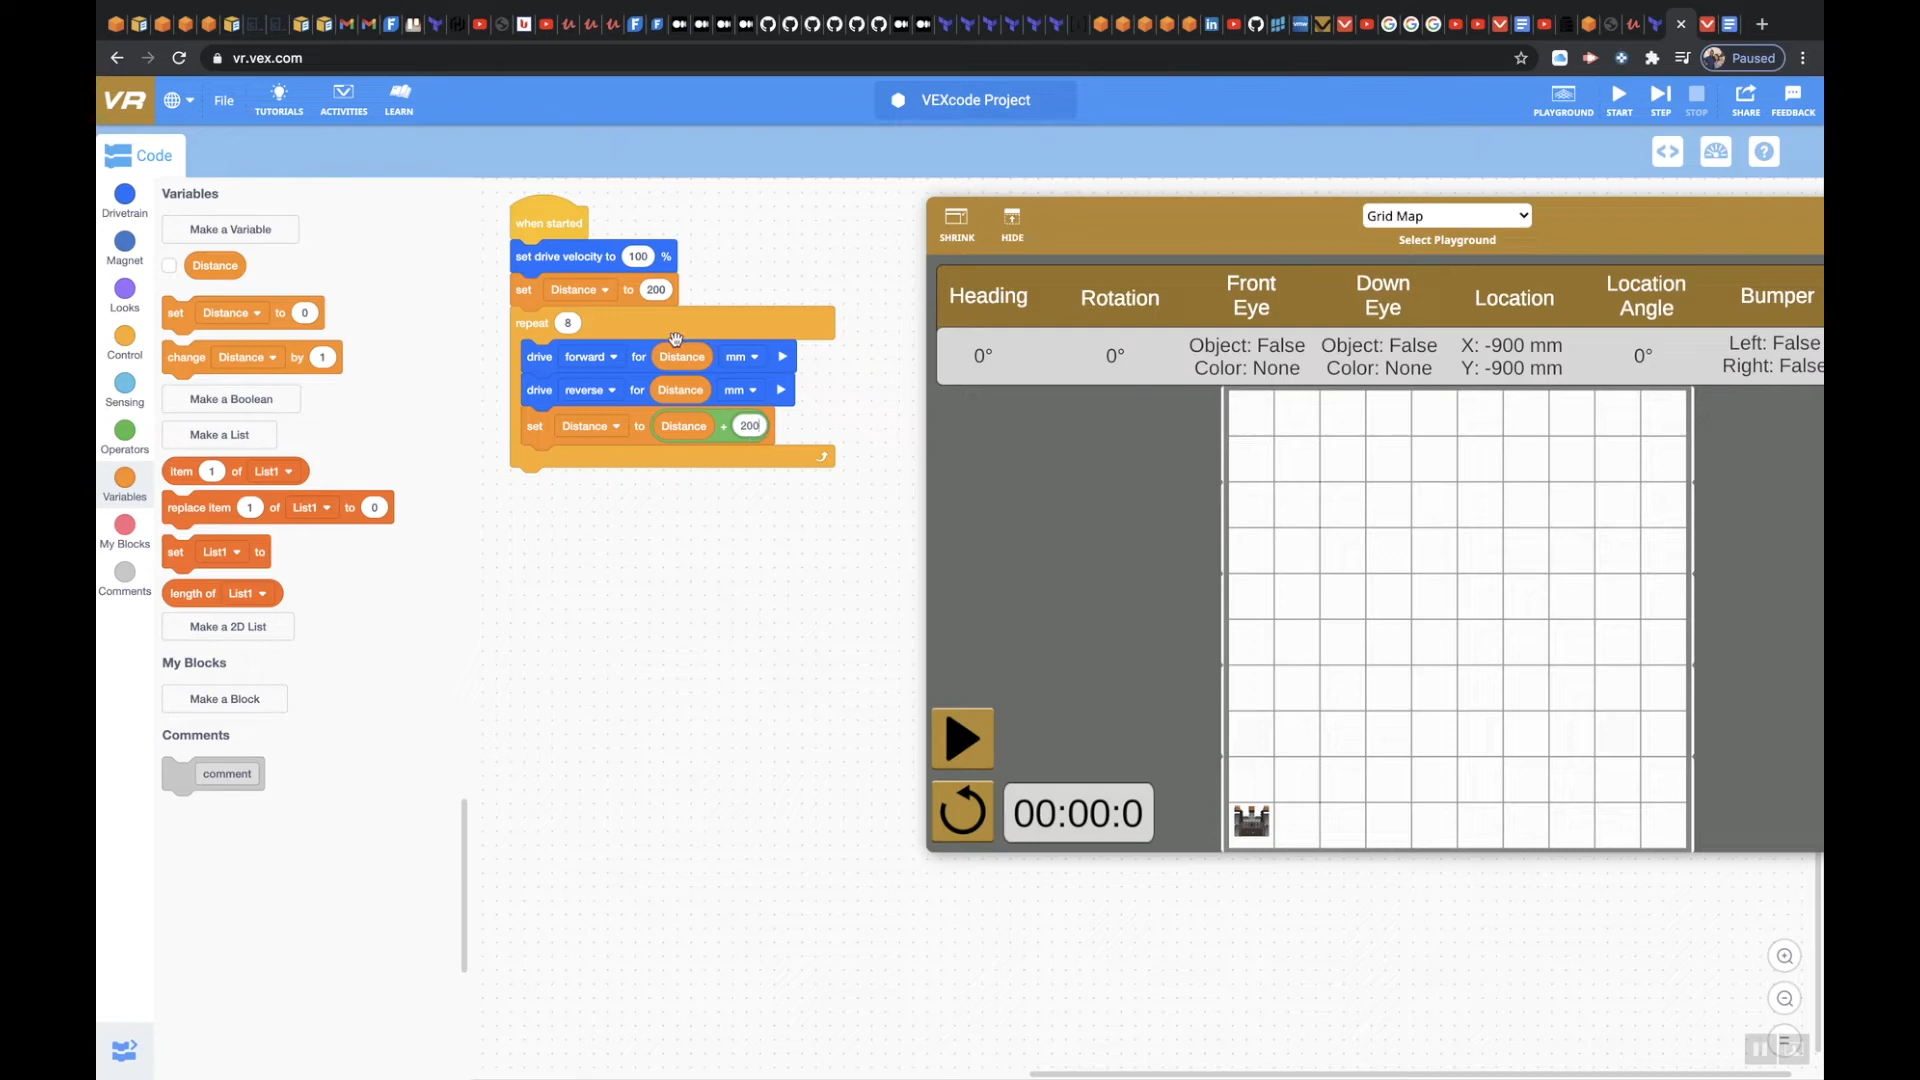 vr.vex.com
Paused
VR
File
TUTORIALS
ACTIVITIES
LEARN
VEXcode Project
PLAYGROUND
START
STEP
STOP
SHARE
FEEDBACK
Code
Drivetrain
Magnet
Looks
Control
Sensing
Operators
Variables
My Blocks
Comments
Variables
Make a Variable
Distance
set Distance to 0
change Distance by 1
Make a Boolean
Make a List
item 1 of List1
replace item 1 of List1 to 0
set List1 to
length of List1
Make a 2D List
My Blocks
Make a Block
Comments
comment
when started
set drive velocity to 100 %
set Distance to 200
repeat 8
drive forward for Distance mm
drive reverse for Distance mm
set Distance to Distance + 200
SHRINK
HIDE
Grid Map
Select Playground
Heading
Rotation
Front
Eye
Down
Eye
Location
Location
Angle
Bumper
0°
0°
Object: False
Color: None
Object: False
Color: None
X: -900 mm
Y: -900 mm
0°
Left: False
Right: False
00:00:0